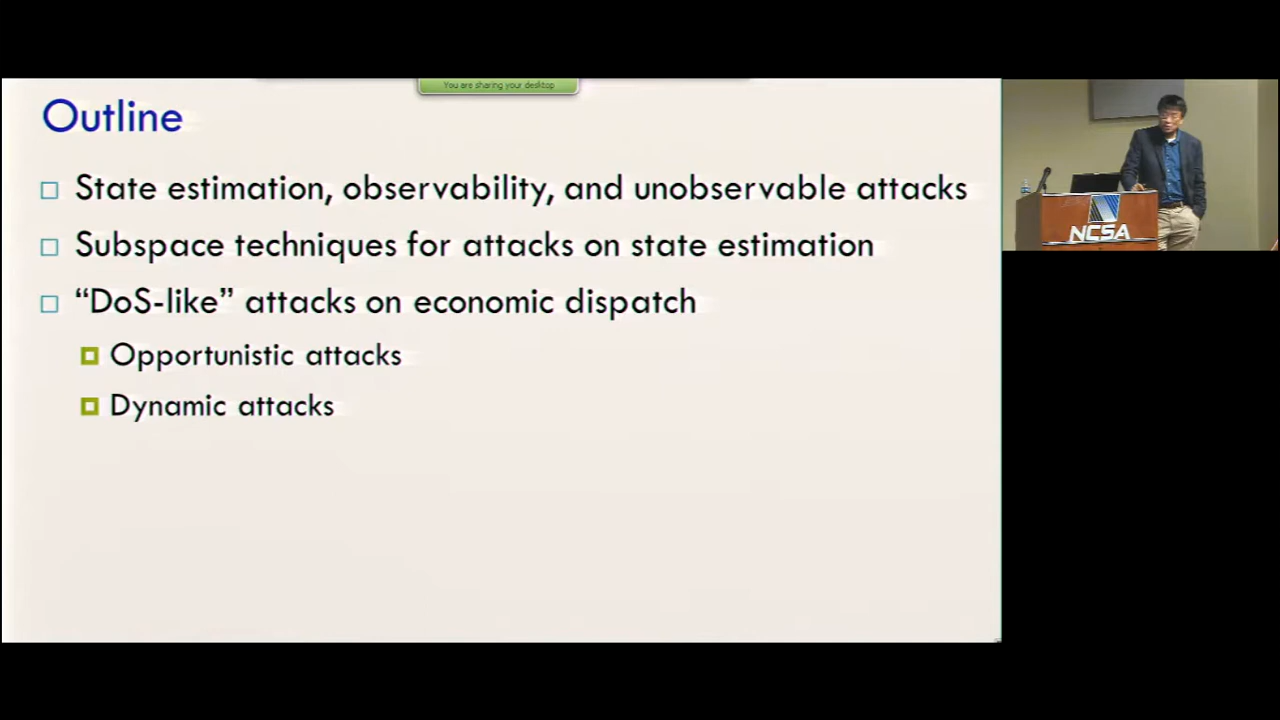 You are sharing your desktop
Outline
State estimation, observability, and unobservable attacks
Subspace techniques for attacks on state estimation
“DoS-like” attacks on economic dispatch
Opportunistic attacks
Dynamic attacks
NCSA